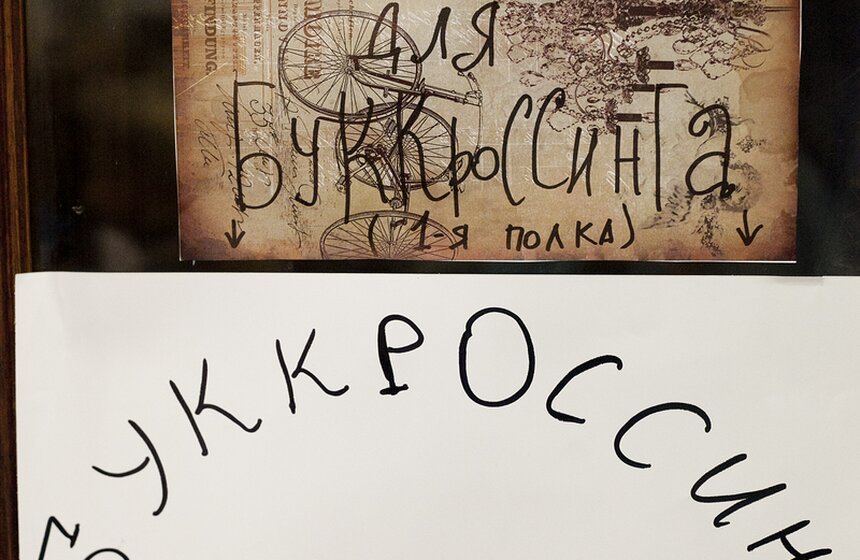 для
Буккроссинга
(1-я полка)
БУККРОССИН